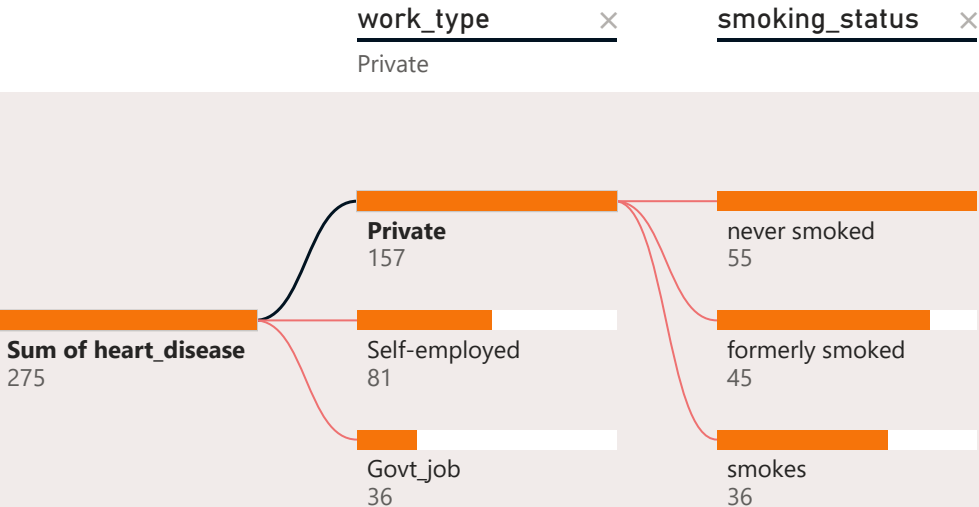 work_type ×
smoking_status ×
Private
Private
157
never smoked
55
Sum of heart_disease
275
Self-employed
81
formerly smoked
45
Govt_job
36
smokes
36